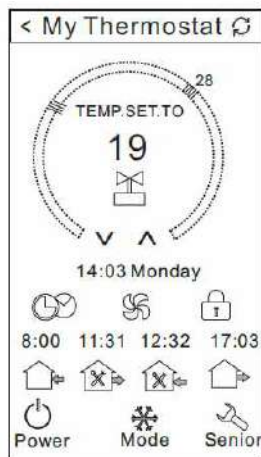 < My Thermostat
28
TEMP.SET.TO
19
14:03 Monday
8:00 11:31 12:32 17:03
Power Mode Senior